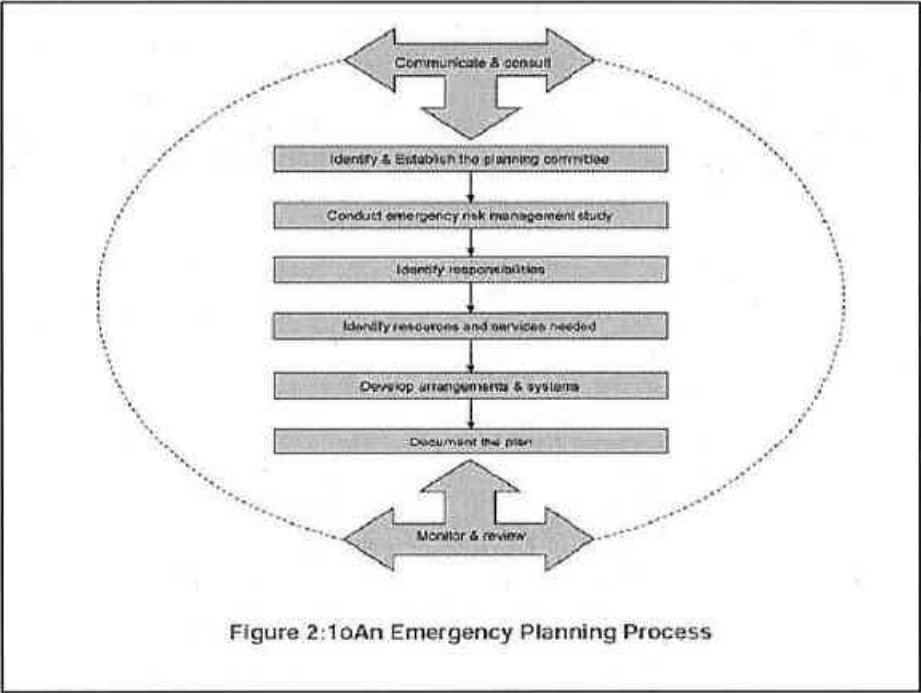 Communicate & consult
Identify & Establish the planning committee
Conduct emergency risk management study
Identify responsibilities
Identify resources and services needed
Develop arrangements & systems
Document the plan
Monitor & review
Figure 2:1oAn Emergency Planning Process